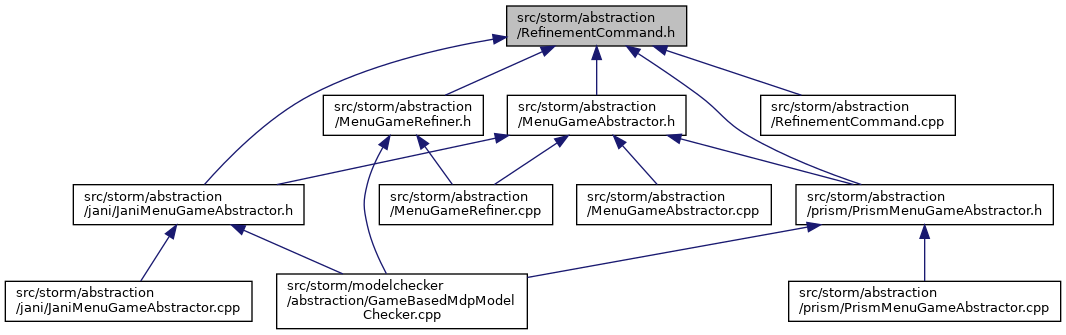 src/storm/abstraction
/RefinementCommand.h
src/storm/abstraction
/MenuGameRefiner.h
src/storm/abstraction
/MenuGameAbstractor.h
src/storm/abstraction
/RefinementCommand.cpp
src/storm/abstraction
/jani/JaniMenuGameAbstractor.h
src/storm/abstraction
/MenuGameRefiner.cpp
src/storm/abstraction
/MenuGameAbstractor.cpp
src/storm/abstraction
/prism/PrismMenuGameAbstractor.h
src/storm/abstraction
/jani/JaniMenuGameAbstractor.cpp
src/storm/modelchecker
/abstraction/GameBasedMdpModel
Checker.cpp
src/storm/abstraction
/prism/PrismMenuGameAbstractor.cpp